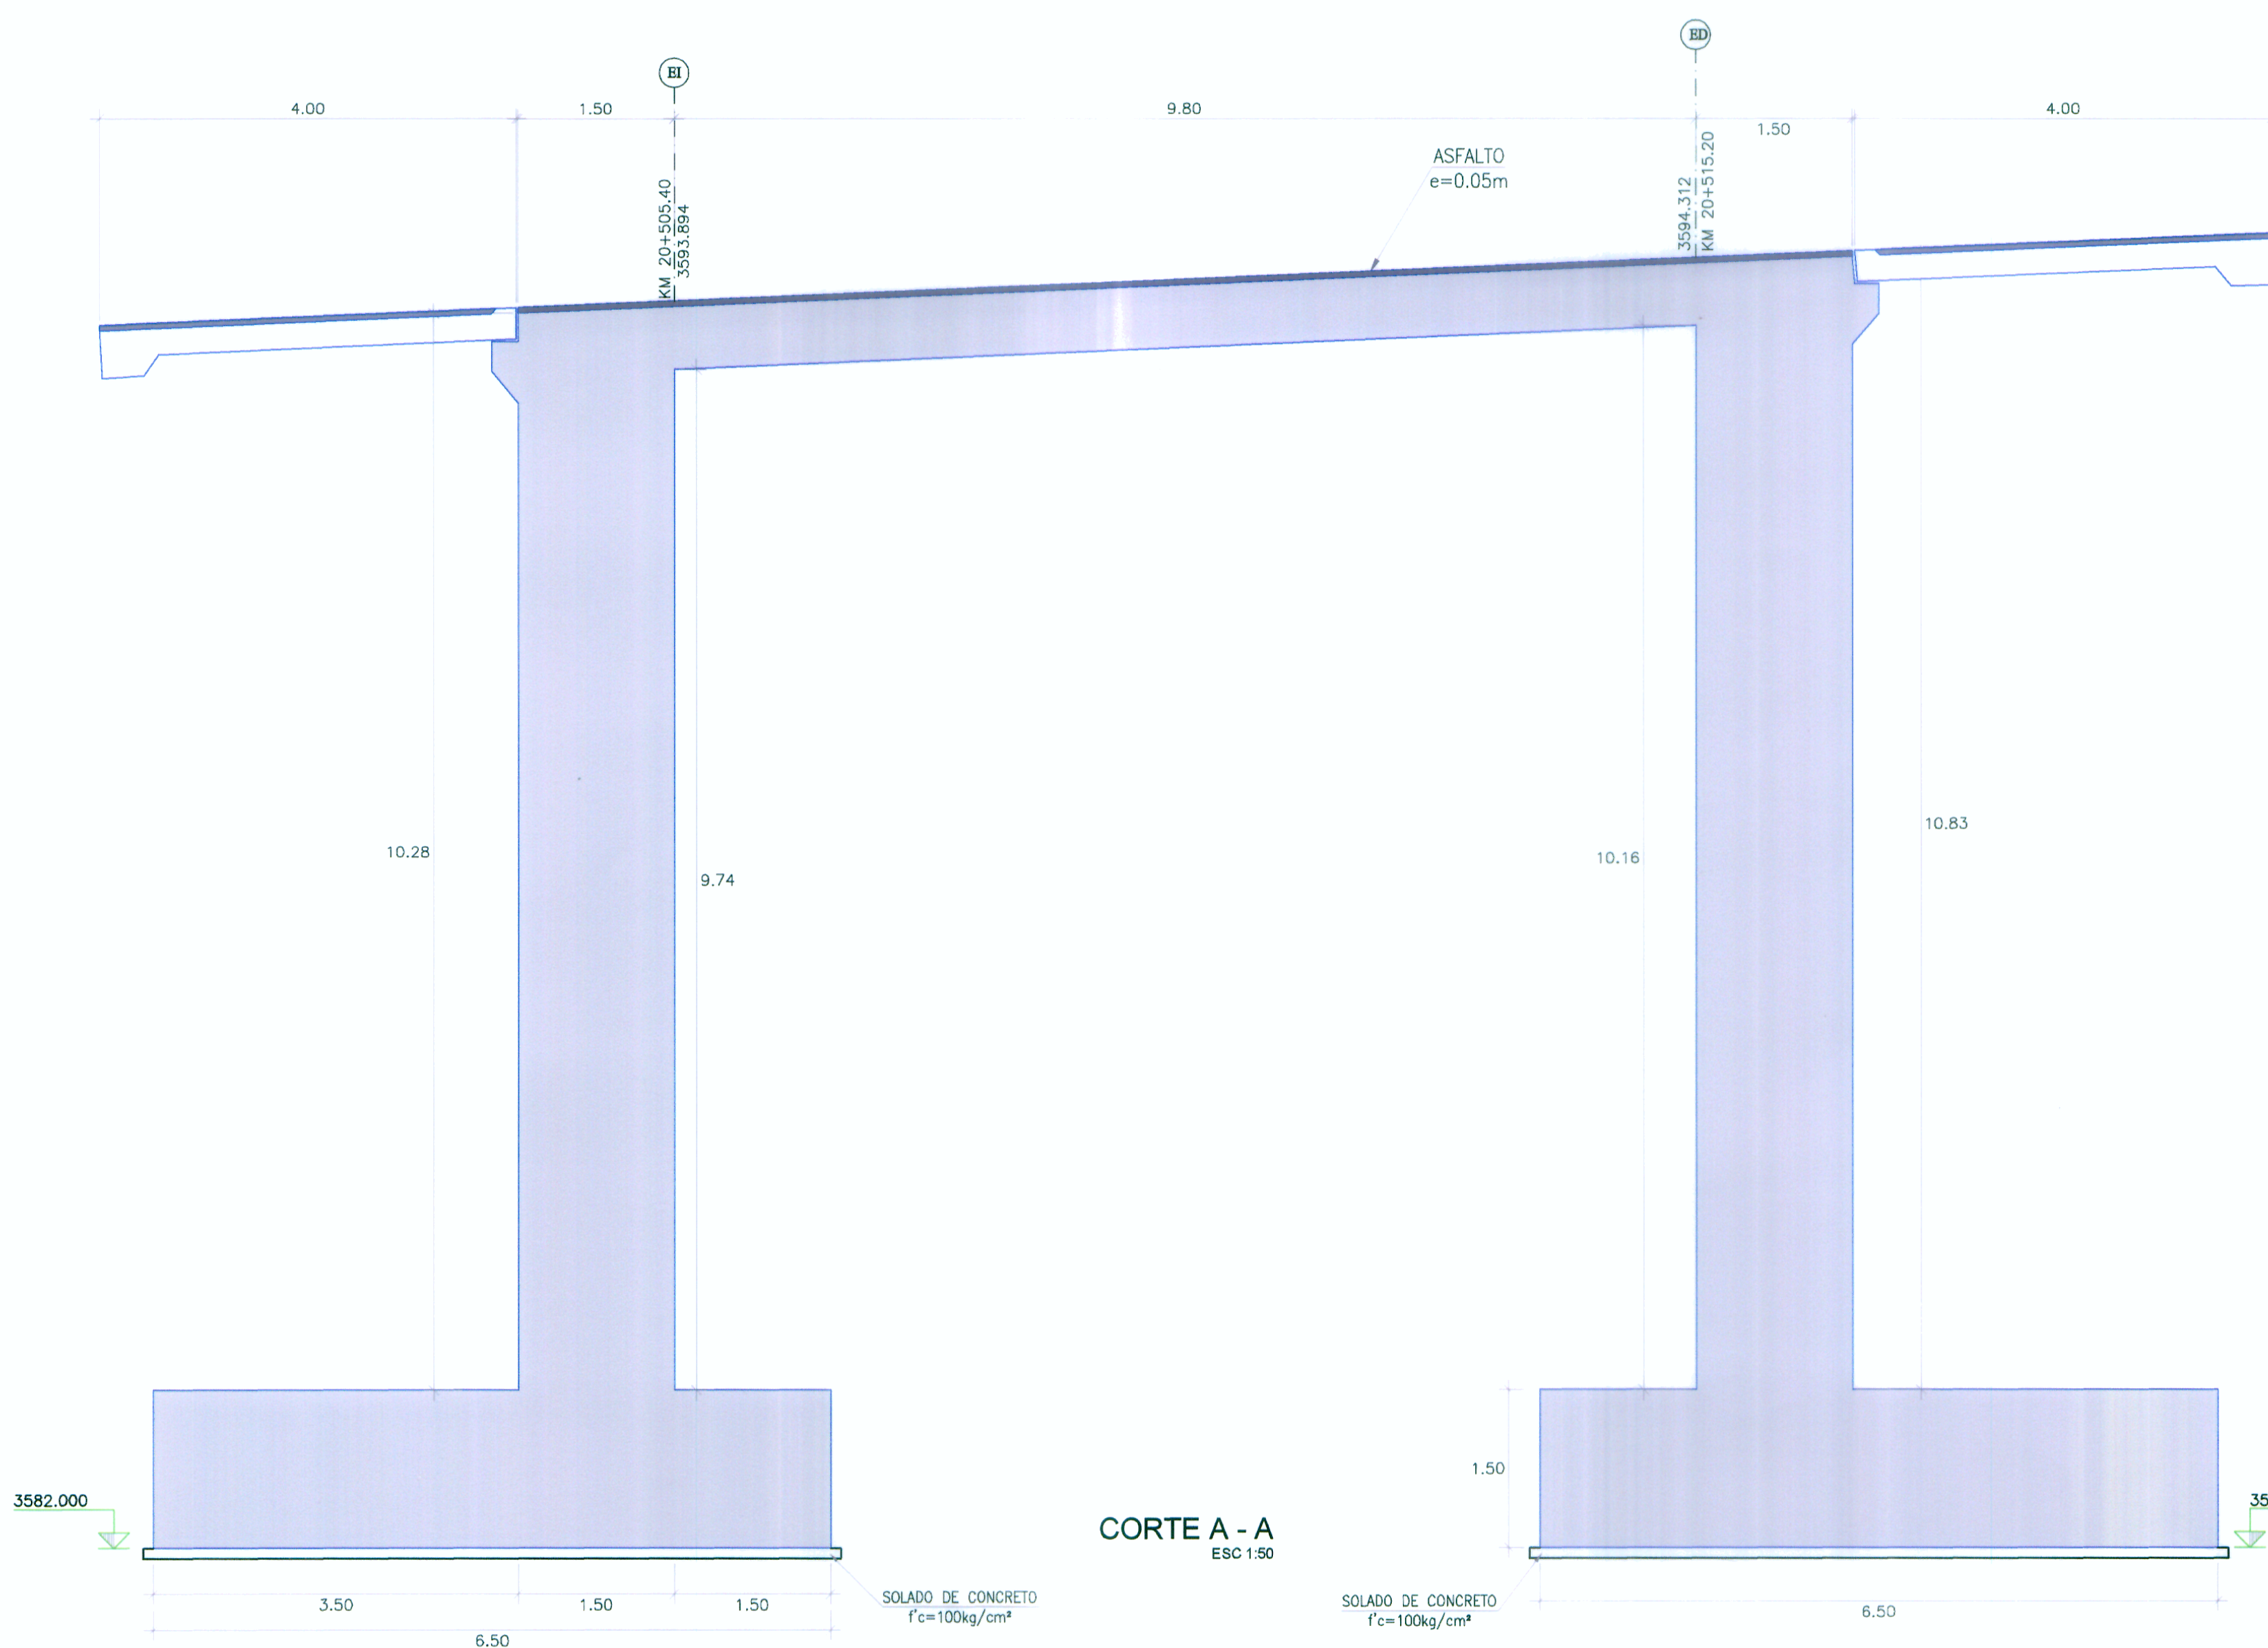 ED
EI
4.00
1.50
9.80
1.50
4.00
ASFALTO
e=0.05m
KM 20+505.40
3593.894
3594.312
KM 20+515.20
10.28
9.74
10.16
10.83
3582.000
1.50
35
CORTE A - A
ESC 1:50
SOLADO DE CONCRETO
f'c=100kg/cm²
SOLADO DE CONCRETO
f'c=100kg/cm²
3.50
1.50
1.50
6.50
6.50